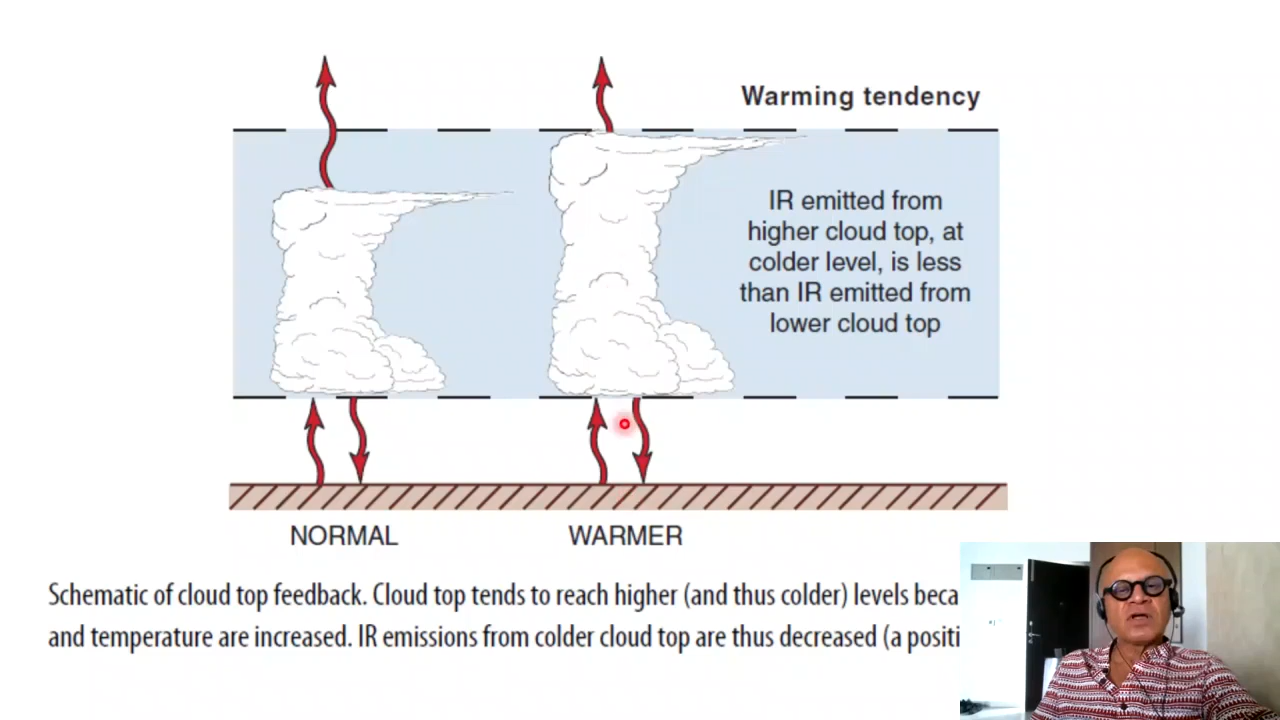 Warming tendency
IR emitted from
higher cloud top, at
colder level, is less
than IR emitted from
lower cloud top
NORMAL
WARMER
Schematic of cloud top feedback. Cloud top tends to reach higher (and thus colder) levels
and temperature are increased. IR emissions from colder cloud top are thus decreased (a